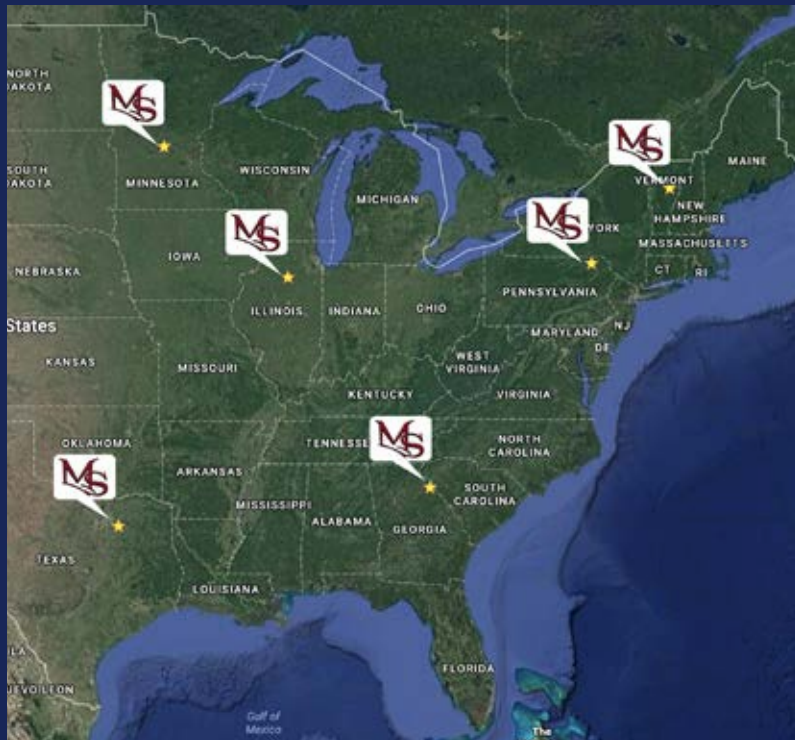 NORTH
DAKOTA
MS
MS
MAINE
SOUTH
DAKOTA
MINNESOTA
WISCONSIN
MICHIGAN
VERMONT
NEW
HAMPSHIRE
MS
MS
YORK
MASSACHUSETTS
CT
RI
IOWA
NEBRASKA
PENNSYLVANIA
ILLINOIS
INDIANA
OHIO
States
MARYLAND
NJ
DE
KANSAS
MISSOURI
WEST
VIRGINIA
KENTUCKY
VIRGINIA
MS
OKLAHOMA
TENNESSE
NORTH
CAROLINA
MS
ARKANSAS
SOUTH
CAROLINA
MISSISSIPPI
ALABAMA
GEORGIA
TEXAS
LOUISIANA
FLORIDA
Gulf of
Mexico
The